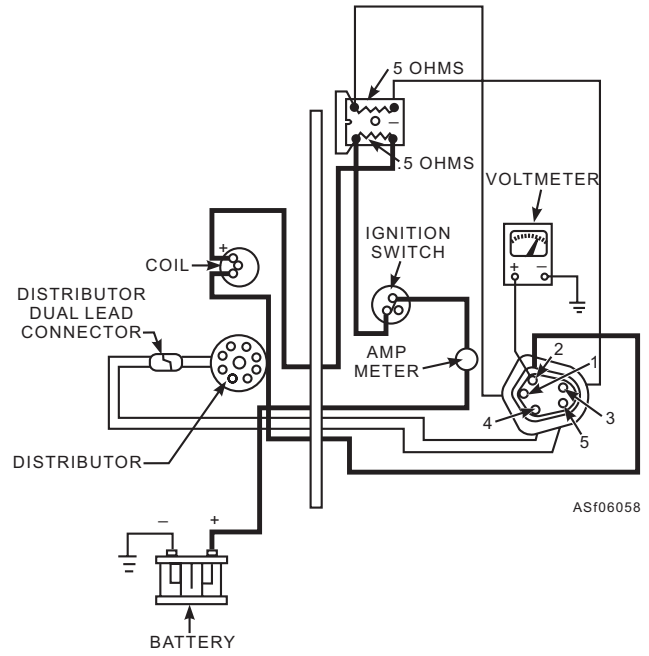 5 OHMS
–
.5 OHMS
VOLTMETER
+ –
IGNITION
SWITCH
+
COIL
DISTRIBUTOR
DUAL LEAD
CONNECTOR
AMP
METER
2
1
4
3
5
DISTRIBUTOR
ASf06058
– +
BATTERY